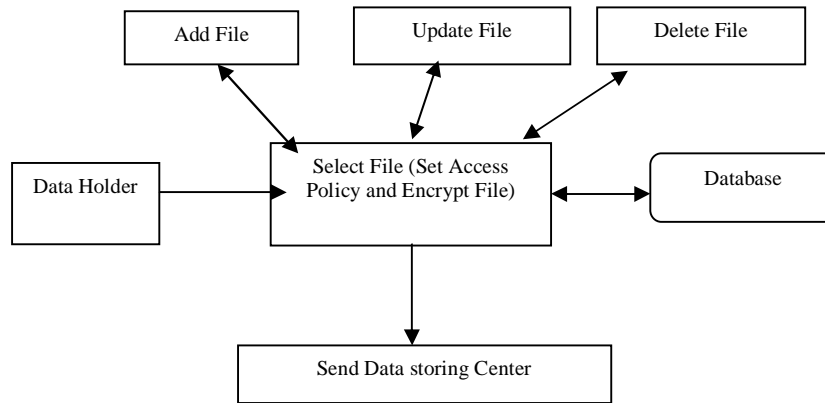 Add File
Update File
Delete File
Data Holder
Select File (Set Access
Policy and Encrypt File)
Database
Send Data storing Center